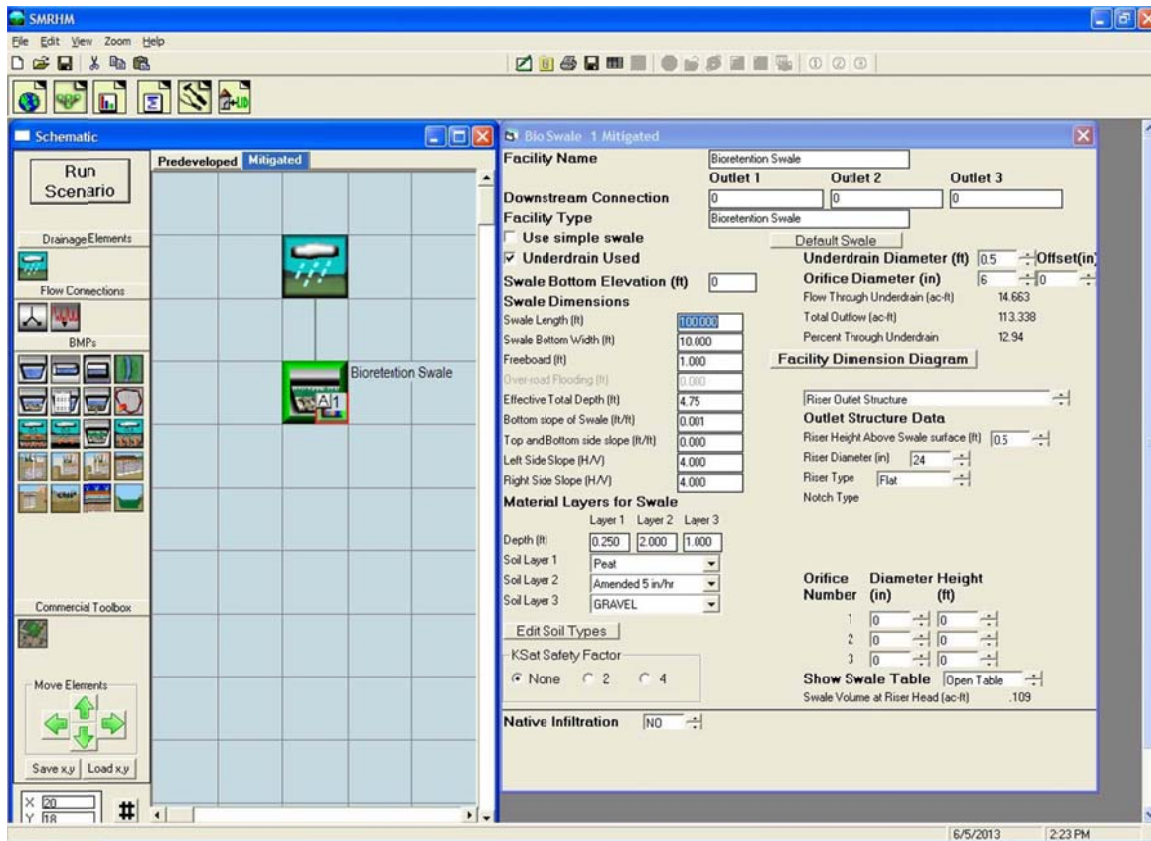 SMRHM
File Edit View Zoom Help
Schematic
Run
Scenario
Drainage Elements
Flow Connections
BMPs
Commercial Toolbox
Move Elements
Save x,y Load x,y
X 20
Y 18
#
Predeveloped Mitigated
A 1
Bioretention Swale
Bio Swale 1 Mitigated
Facility Name Bioretention Swale
Outlet 1 Outlet 2 Outlet 3
Downstream Connection 0 0 0
Facility Type Bioretention Swale
Use simple swale Default Swale
Underdrain Used
Underdrain Diameter (ft) 0.5 Offset(in)
Orifice Diameter (in) 6 0
Flow Through Underdrain (ac-ft) 14.663
Total Outflow (ac-ft) 113.338
Percent Through Underdrain 12.94
Swale Bottom Elevation (ft) 0
Swale Dimensions
Swale Length (ft) 100.000
Swale Bottom Width (ft) 10.000
Freeboard (ft) 1.000
Over-road Flooding (ft) 0.000
Effective Total Depth (ft) 4.75
Bottom slope of Swale (ft/ft) 0.001
Top and Bottom side slope (ft/ft) 0.000
Left Side Slope (H/V) 4.000
Right Side Slope (H/V) 4.000
Facility Dimension Diagram
Riser Outlet Structure
Outlet Structure Data
Riser Height Above Swale surface (ft) 0.5
Riser Diameter (in) 24
Riser Type Flat
Notch Type
Material Layers for Swale
Layer 1 Layer 2 Layer 3
Depth (ft) 0.250 2.000 1.000
Soil Layer 1 Peat
Soil Layer 2 Amended 5 in/hr
Soil Layer 3 GRAVEL
Edit Soil Types
KSat Safety Factor
None 2 4
Orifice Diameter Height
Number (in) (ft)
1 0 0
2 0 0
3 0 0
Show Swale Table Open Table
Swale Volume at Riser Head (ac-ft) .109
Native Infiltration NO
6/5/2013 2:23 PM